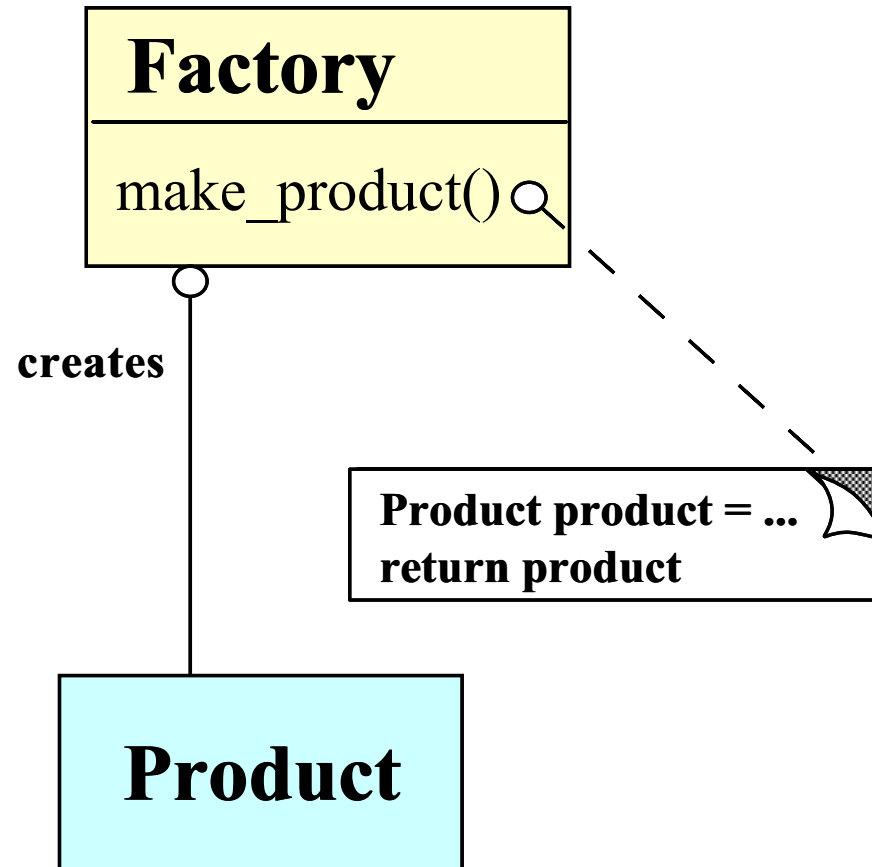 Factory
make_product()
creates
Product product = ...
return product
Product